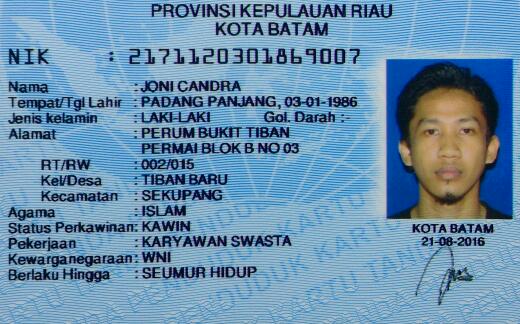 PROVINSI KEPULAUAN RIAU
KOTA BATAM
NIK : 2171120301869007
Nama : JONI CANDRA
Tempat/Tgl Lahir : PADANG PANJANG, 03-01-1986
Jenis kelamin : LAKI-LAKI Gol. Darah :-
Alamat : PERUM BUKIT TIBAN
PERMAI BLOK B NO 03
RT/RW : 002/015
Kel/Desa : TIBAN BARU
Kecamatan : SEKUPANG
Agama : ISLAM
Status Perkawinan: KAWIN
Pekerjaan : KARYAWAN SWASTA
Kewarganegaraan: WNI
Berlaku Hingga : SEUMUR HIDUP
KOTA BATAM
21-08-2016